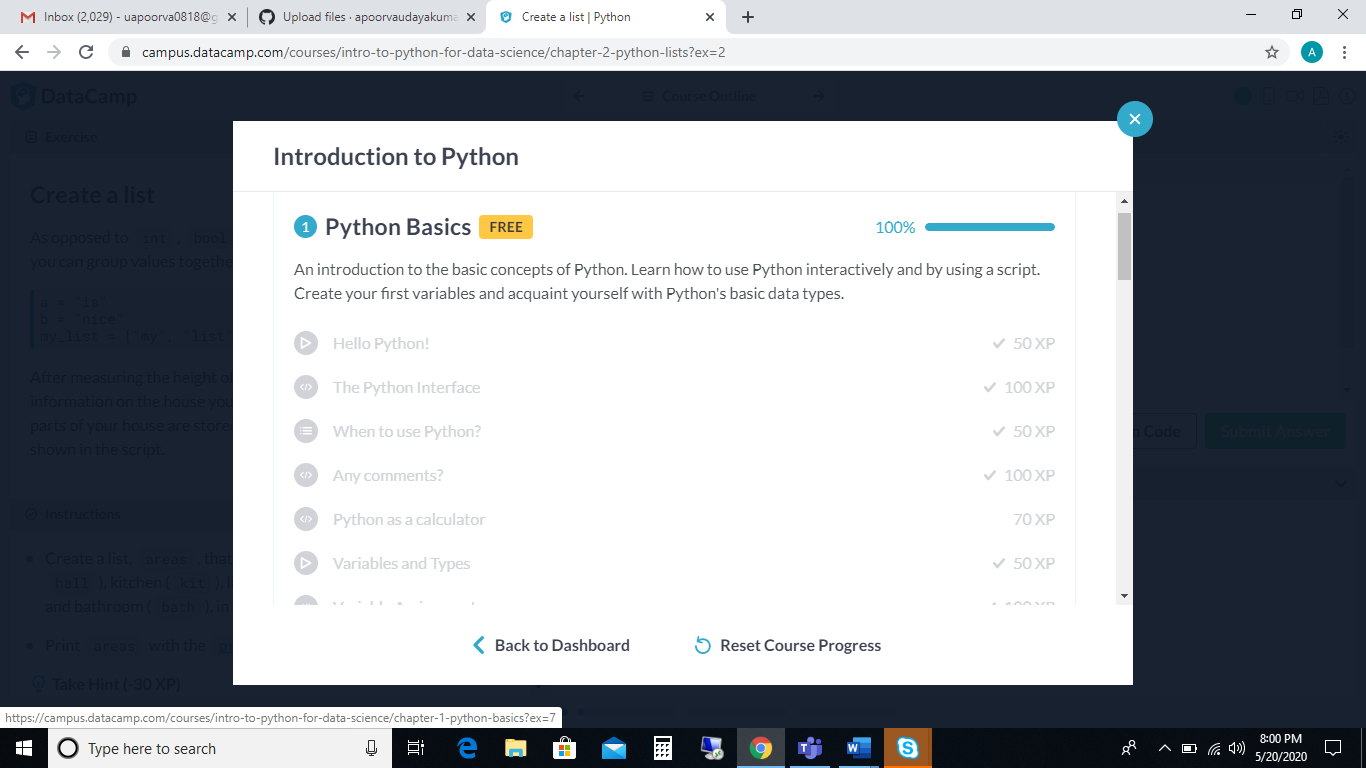 Inbox (2,029) - uapoorva0818@g
Upload files · apoorvaudayakuma
Create a list | Python
campus.datacamp.com/courses/intro-to-python-for-data-science/chapter-2-python-lists?ex=2
A
DataCamp
Course Outline
Exercise
Introduction to Python
Create a list
As opposed to int, bool
you can group values togethe
a = "is"
b = "nice"
my_list = ["my", "list"
After measuring the height of
information on the house you
parts of your house are store
shown in the script.
1 Python Basics FREE 100%
An introduction to the basic concepts of Python. Learn how to use Python interactively and by using a script.
Create your first variables and acquaint yourself with Python's basic data types.
Hello Python! 50 XP
The Python Interface 100 XP
When to use Python? 50 XP
Any comments? 100 XP
Python as a calculator 70 XP
Variables and Types 50 XP
n Code
Submit Answer
Instructions
Create a list, areas, that
hall ), kitchen ( kit ), l
and bathroom ( bath ), in
Print areas with the
Take Hint (-30 XP)
Back to Dashboard
Reset Course Progress
https://campus.datacamp.com/courses/intro-to-python-for-data-science/chapter-1-python-basics?ex=7
Type here to search
8:00 PM
5/20/2020